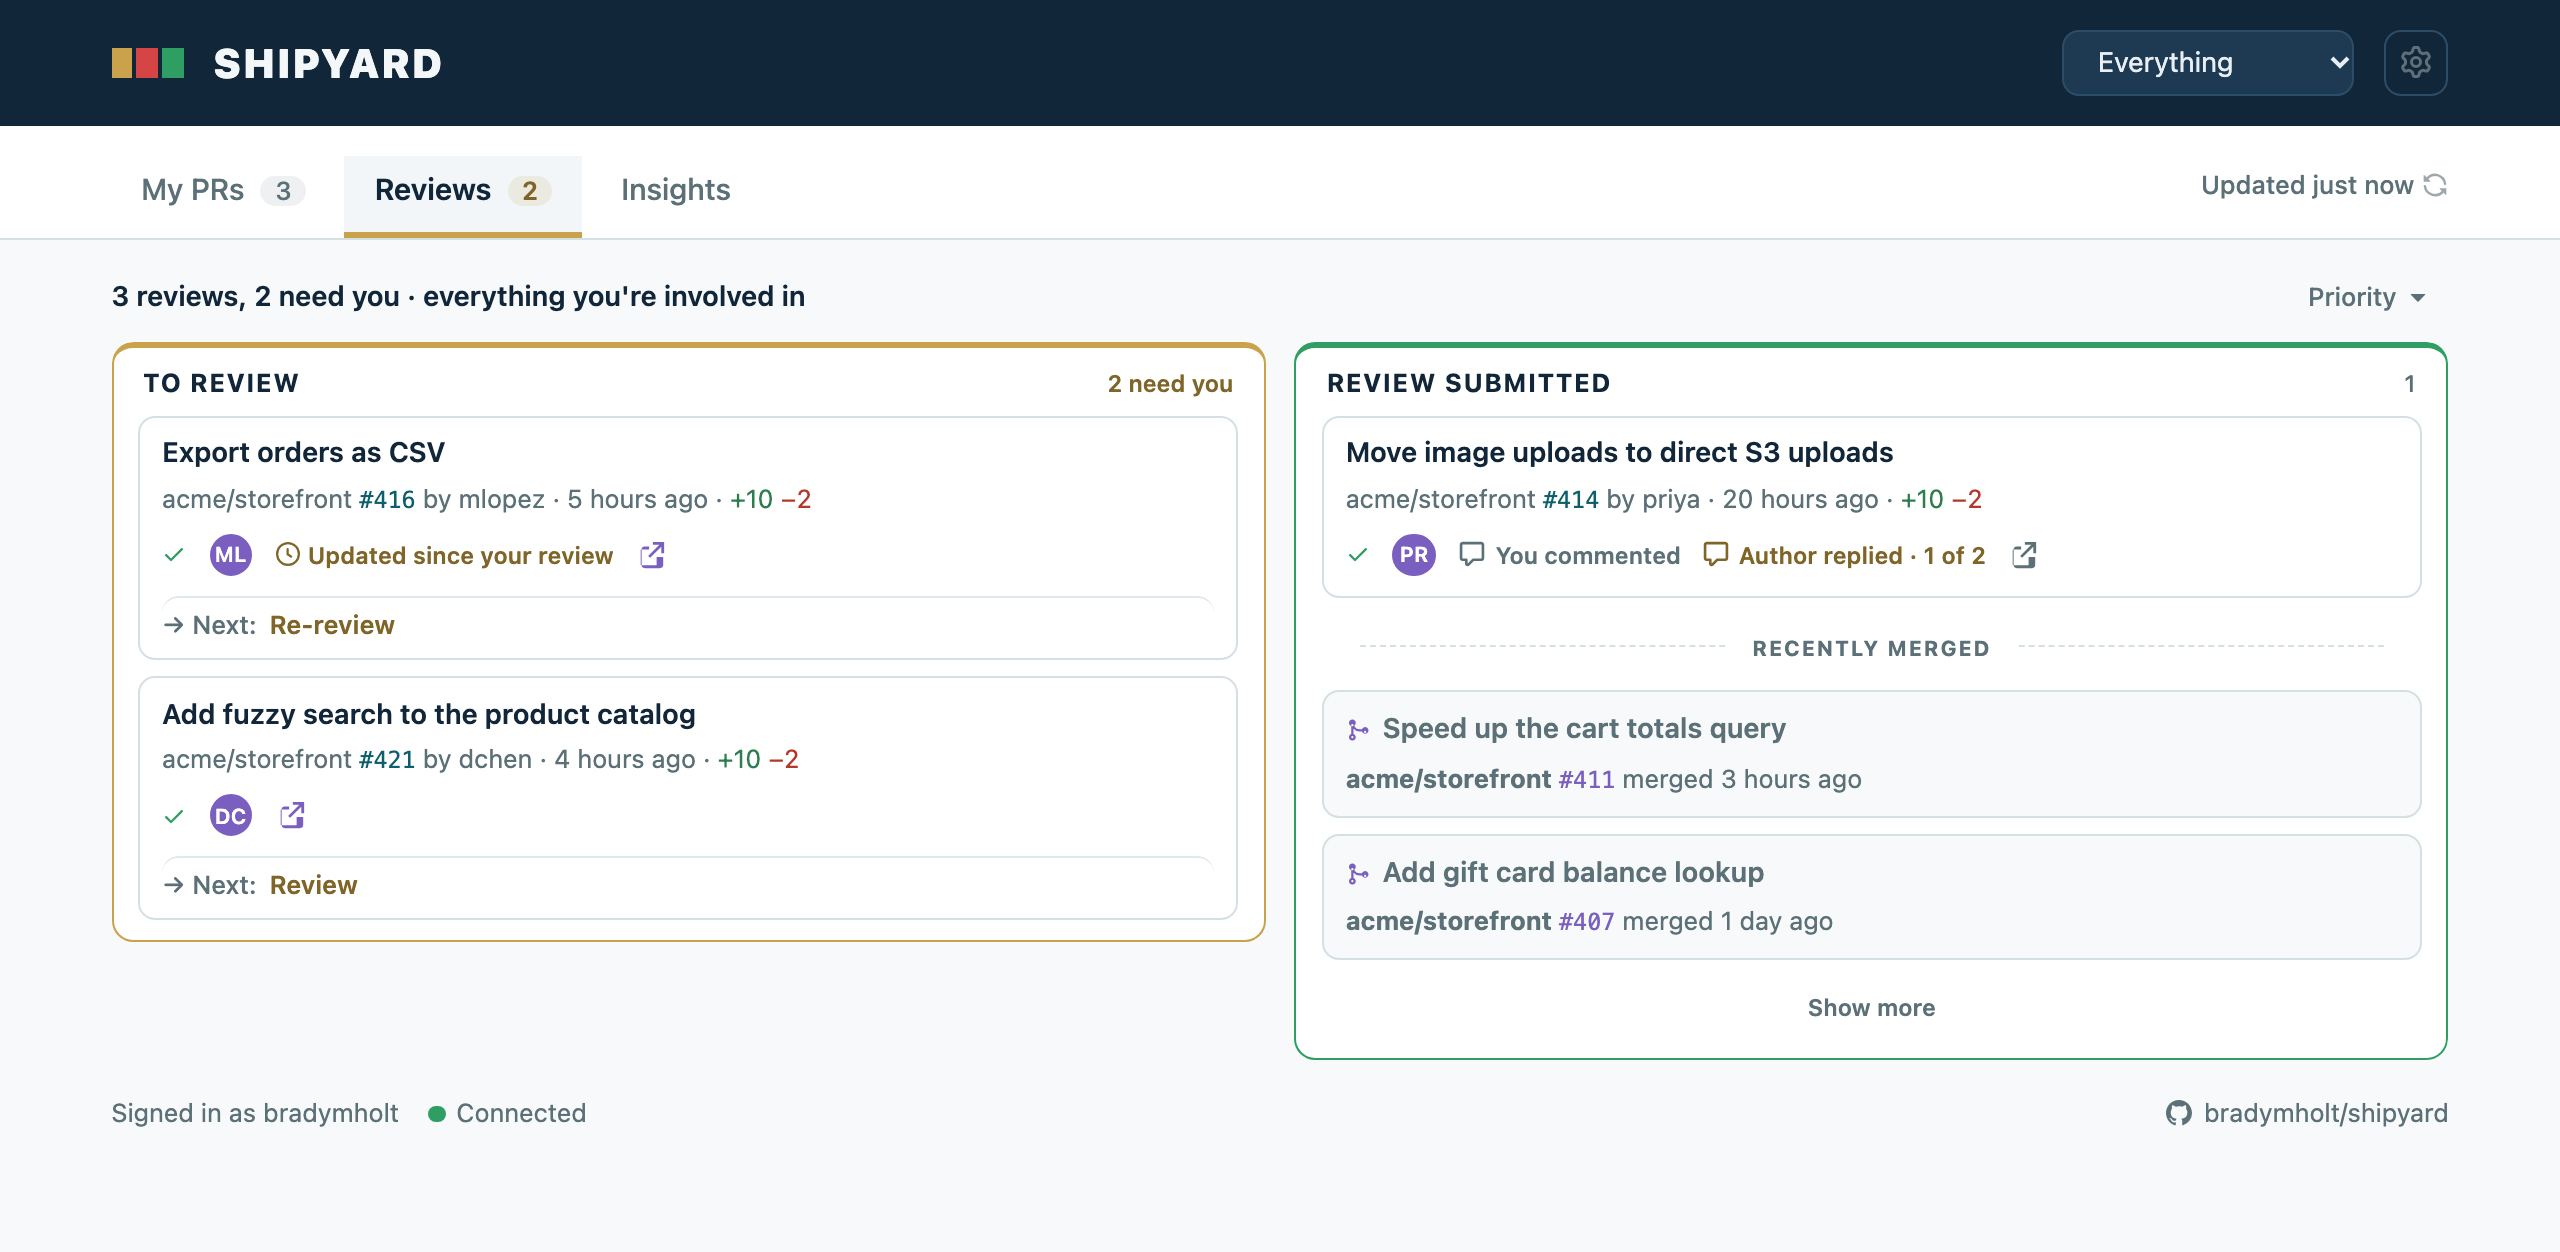 SHIPYARD
Everything
My PRs 3
Reviews 2
Insights
Updated just now
3 reviews, 2 need you · everything you're involved in
Priority
TO REVIEW
2 need you
Export orders as CSV
acme/storefront #416 by mlopez · 5 hours ago · +10 −2
ML Updated since your review
→ Next: Re-review
Add fuzzy search to the product catalog
acme/storefront #421 by dchen · 4 hours ago · +10 −2
DC
→ Next: Review
REVIEW SUBMITTED
1
Move image uploads to direct S3 uploads
acme/storefront #414 by priya · 20 hours ago · +10 −2
PR You commented Author replied · 1 of 2
RECENTLY MERGED
Speed up the cart totals query
acme/storefront #411 merged 3 hours ago
Add gift card balance lookup
acme/storefront #407 merged 1 day ago
Show more
Signed in as bradymholt Connected
bradymholt/shipyard